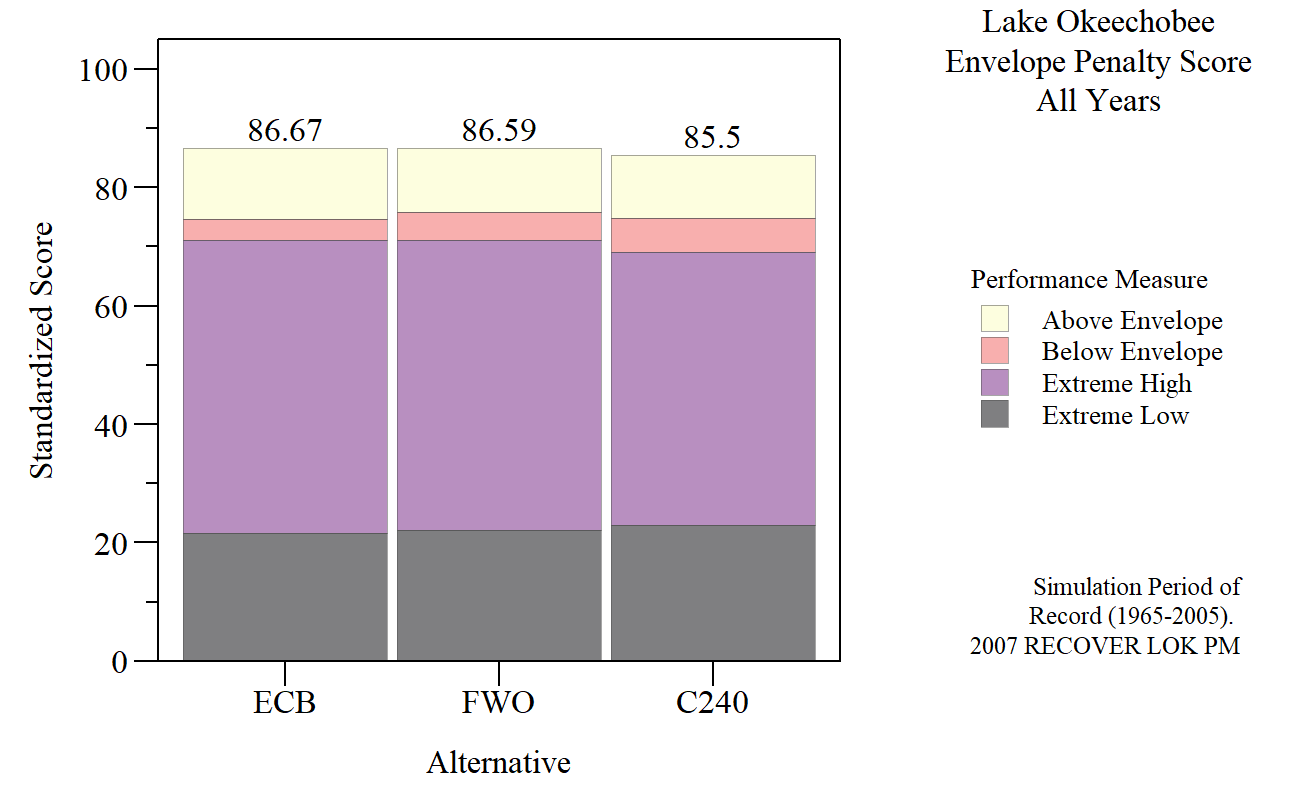 Lake Okeechobee
Envelope Penalty Score
All Years
100
80
60
40
20
0
Standardized Score
86.67
86.59
85.5
ECB
FWO
C240
Alternative
Performance Measure
Above Envelope
Below Envelope
Extreme High
Extreme Low
Simulation Period of
Record (1965-2005).
2007 RECOVER LOK PM